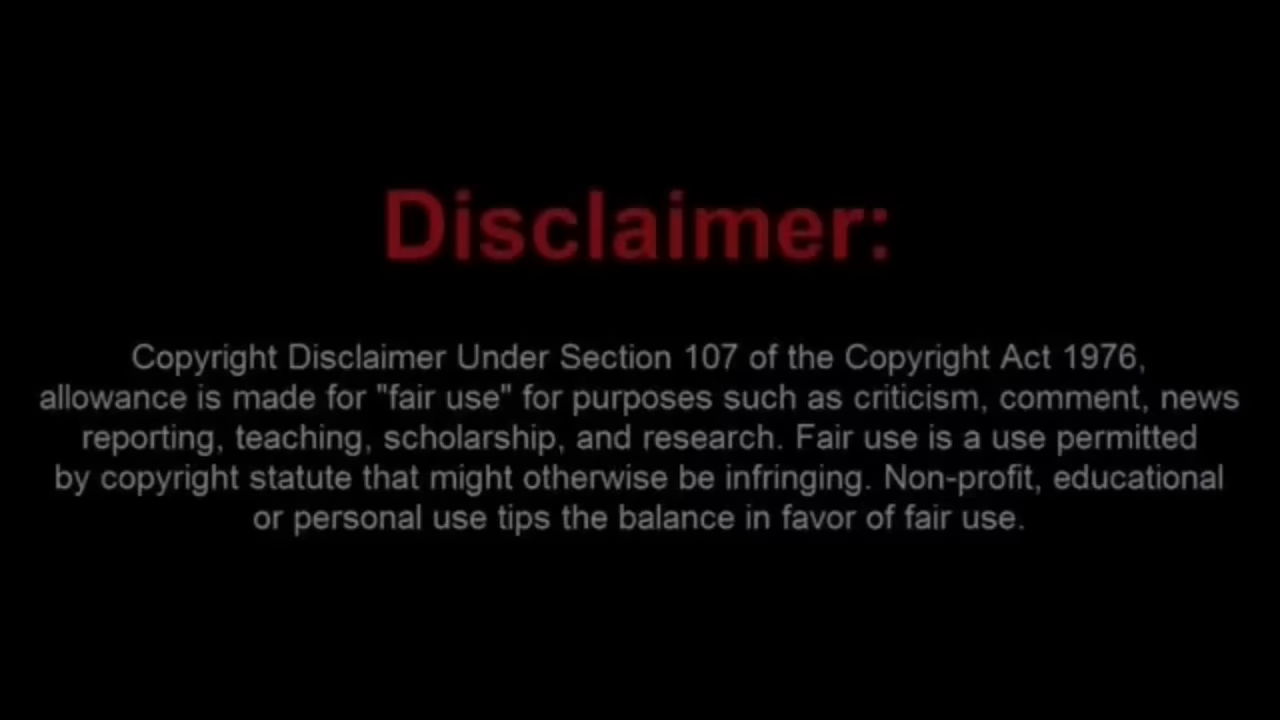 Disclaimer:
Copyright Disclaimer Under Section 107 of the Copyright Act 1976,
allowance is made for "fair use" for purposes such as criticism, comment, news
reporting, teaching, scholarship, and research. Fair use is a use permitted
by copyright statute that might otherwise be infringing. Non-profit, educational
or personal use tips the balance in favor of fair use.